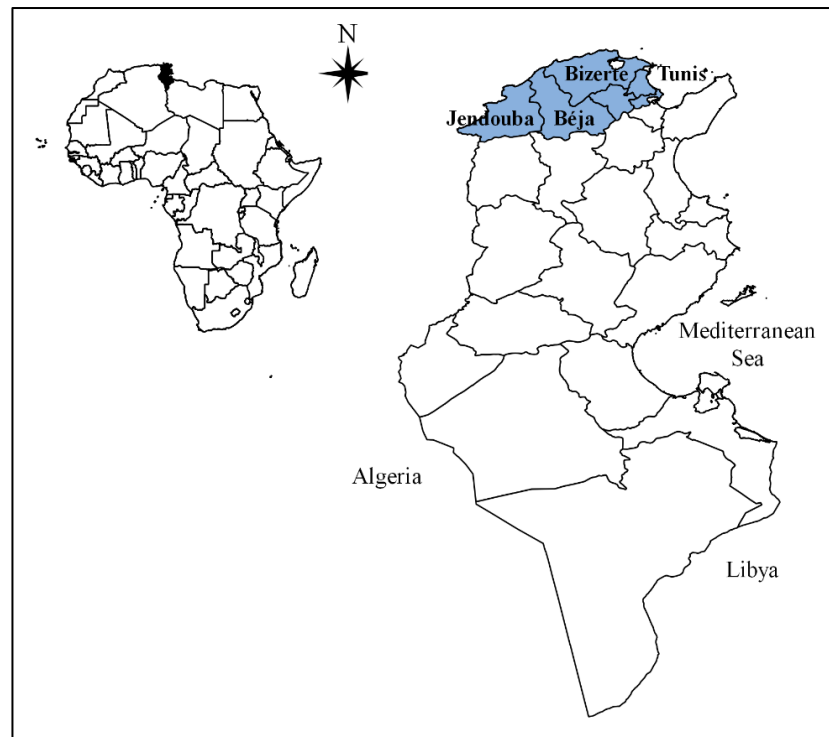 N
Bizerte
Tunis
Jendouba
Béja
Mediterranean
Sea
Algeria
Libya